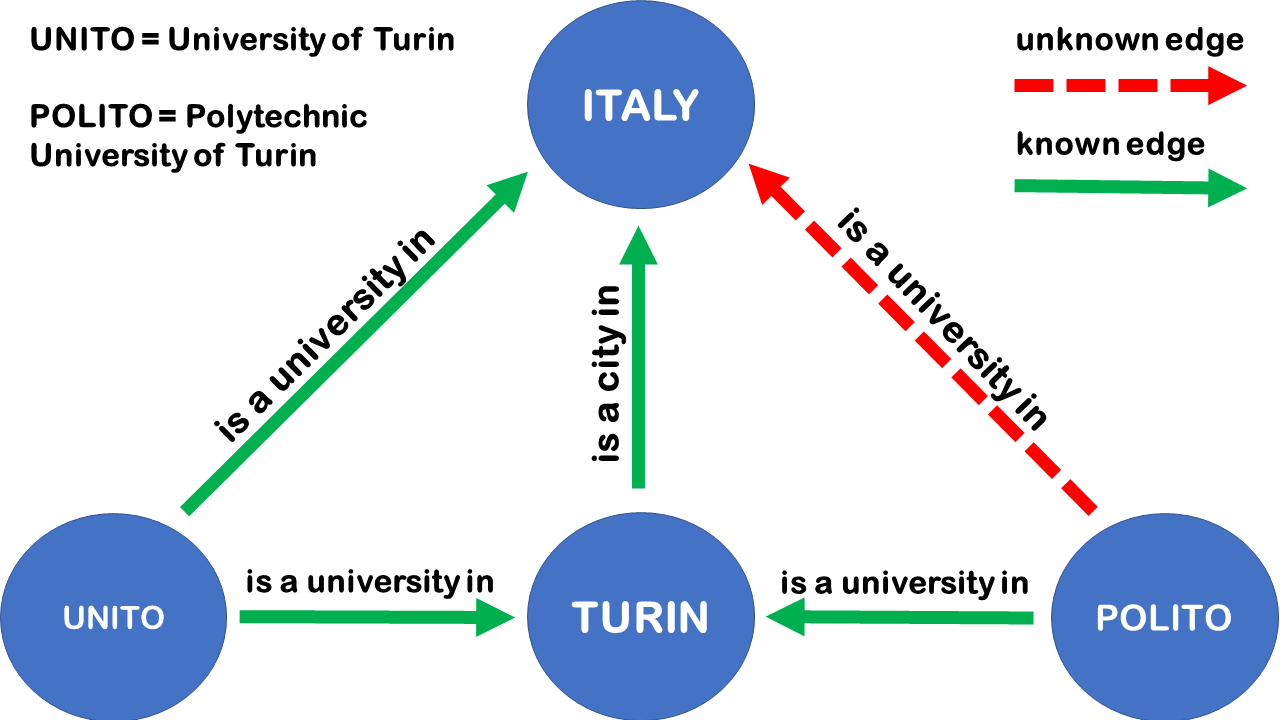 UNITO = University of Turin
POLITO = Polytechnic
University of Turin
unknown edge
known edge
ITALY
is a university in
is a city in
is a university in
is a university in
is a university in
UNITO
TURIN
POLITO